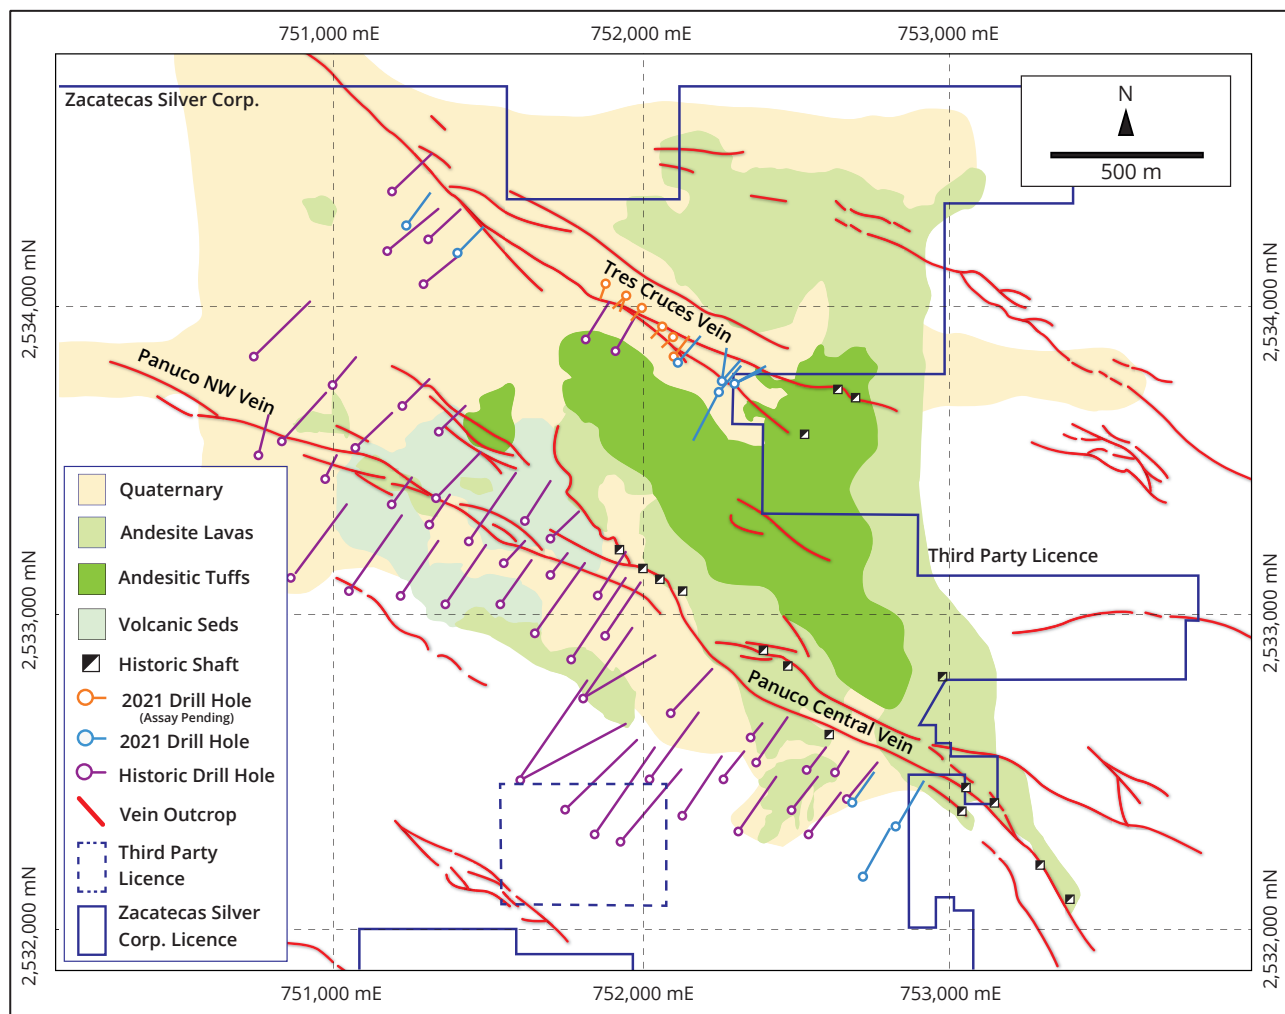 751,000 mE
752,000 mE
753,000 mE
Zacatecas Silver Corp.
N
500 m
2,534,000 mN
2,534,000 mN
Tres Cruces Vein
Panuco NW Vein
Quaternary
Andesite Lavas
Andesitic Tuffs
Volcanic Seds
Historic Shaft
2021 Drill Hole
(Assay Pending)
2021 Drill Hole
Historic Drill Hole
Vein Outcrop
Third Party
Licence
Zacatecas Silver
Corp. Licence
Third Party Licence
2,533,000 mN
2,533,000 mN
Panuco Central Vein
2,532,000 mN
2,532,000 mN
751,000 mE
752,000 mE
753,000 mE